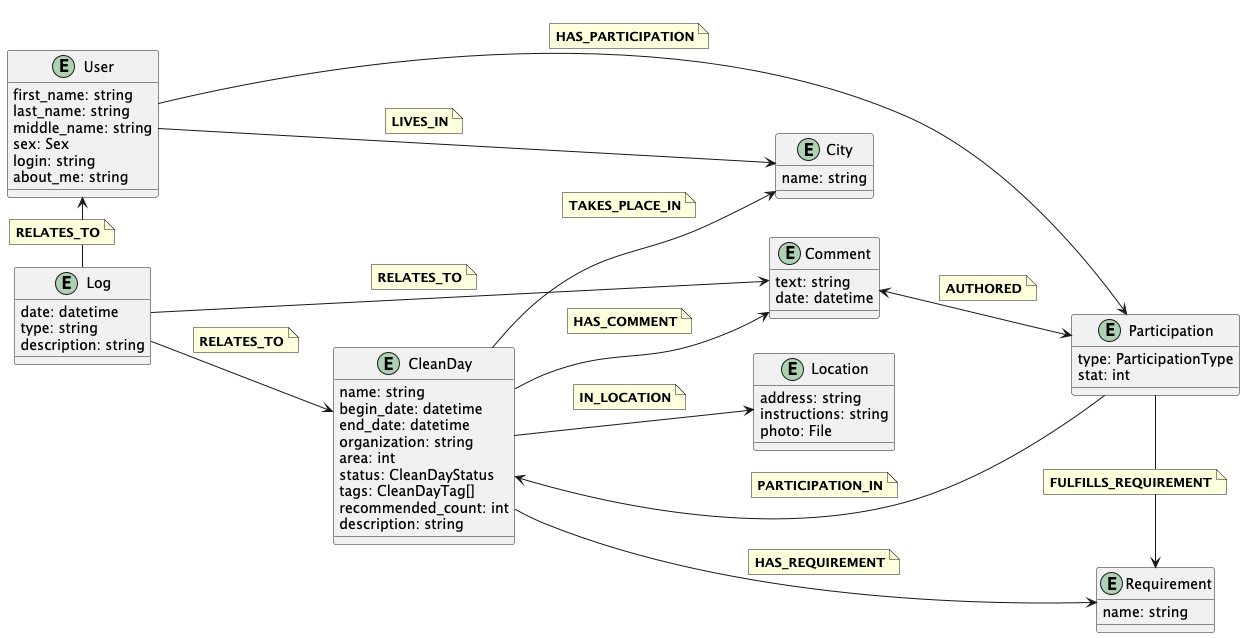 HAS_PARTICIPATION
E User
first_name: string
last_name: string
middle_name: string
sex: Sex
login: string
about_me: string
LIVES_IN
E City
name: string
TAKES_PLACE_IN
RELATES_TO
E Log
date: datetime
type: string
description: string
RELATES_TO
E Comment
text: string
date: datetime
AUTHORED
HAS_COMMENT
RELATES_TO
E Participation
type: ParticipationType
stat: int
E CleanDay
name: string
begin_date: datetime
end_date: datetime
organization: string
area: int
status: CleanDayStatus
tags: CleanDayTag[]
recommended_count: int
description: string
IN_LOCATION
E Location
address: string
instructions: string
photo: File
PARTICIPATION_IN
FULFILLS_REQUIREMENT
HAS_REQUIREMENT
E Requirement
name: string